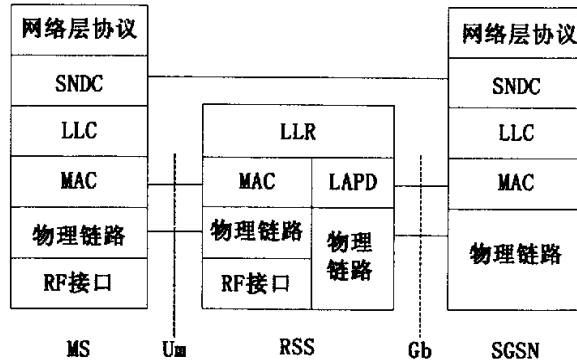 网络层协议
SNDC
LLC
MAC
物理链路
RF接口
MS
Um
LLR
MAC
LAPD
物理链路
物理
链路
RF接口
RSS
Gb
网络层协议
SNDC
LLC
MAC
物理链路
SGSN